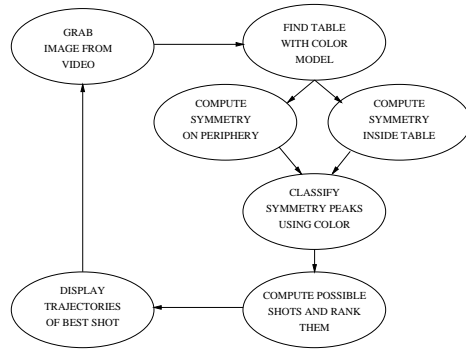 GRAB
IMAGE FROM
VIDEO
FIND TABLE
WITH COLOR
MODEL
COMPUTE
SYMMETRY
ON PERIPHERY
COMPUTE
SYMMETRY
INSIDE TABLE
CLASSIFY
SYMMETRY PEAKS
USING COLOR
COMPUTE POSSIBLE
SHOTS AND RANK
THEM
DISPLAY
TRAJECTORIES
OF BEST SHOT